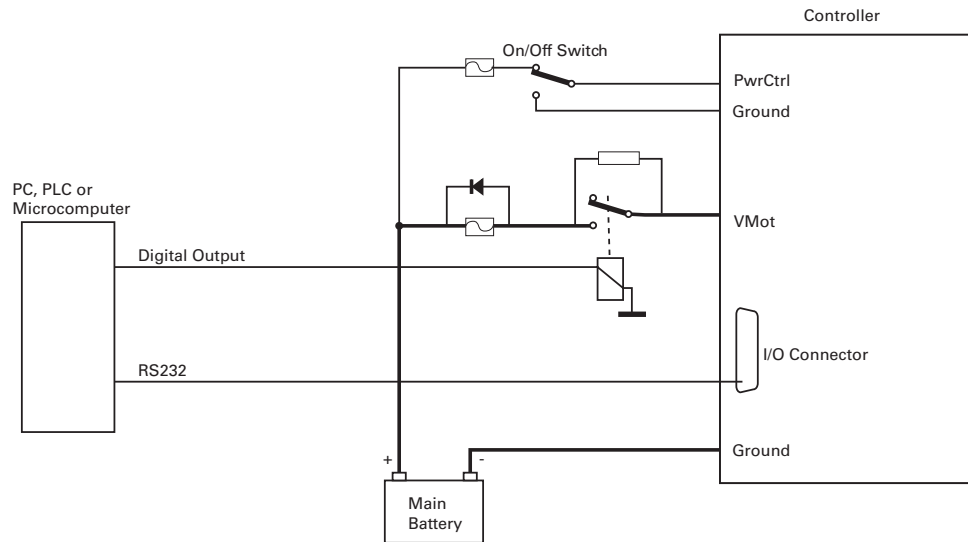 Controller
On/Off Switch
PwrCtrl
Ground
PC, PLC or
Microcomputer
VMot
Digital Output
I/O Connector
RS232
Ground
+
-
Main
Battery